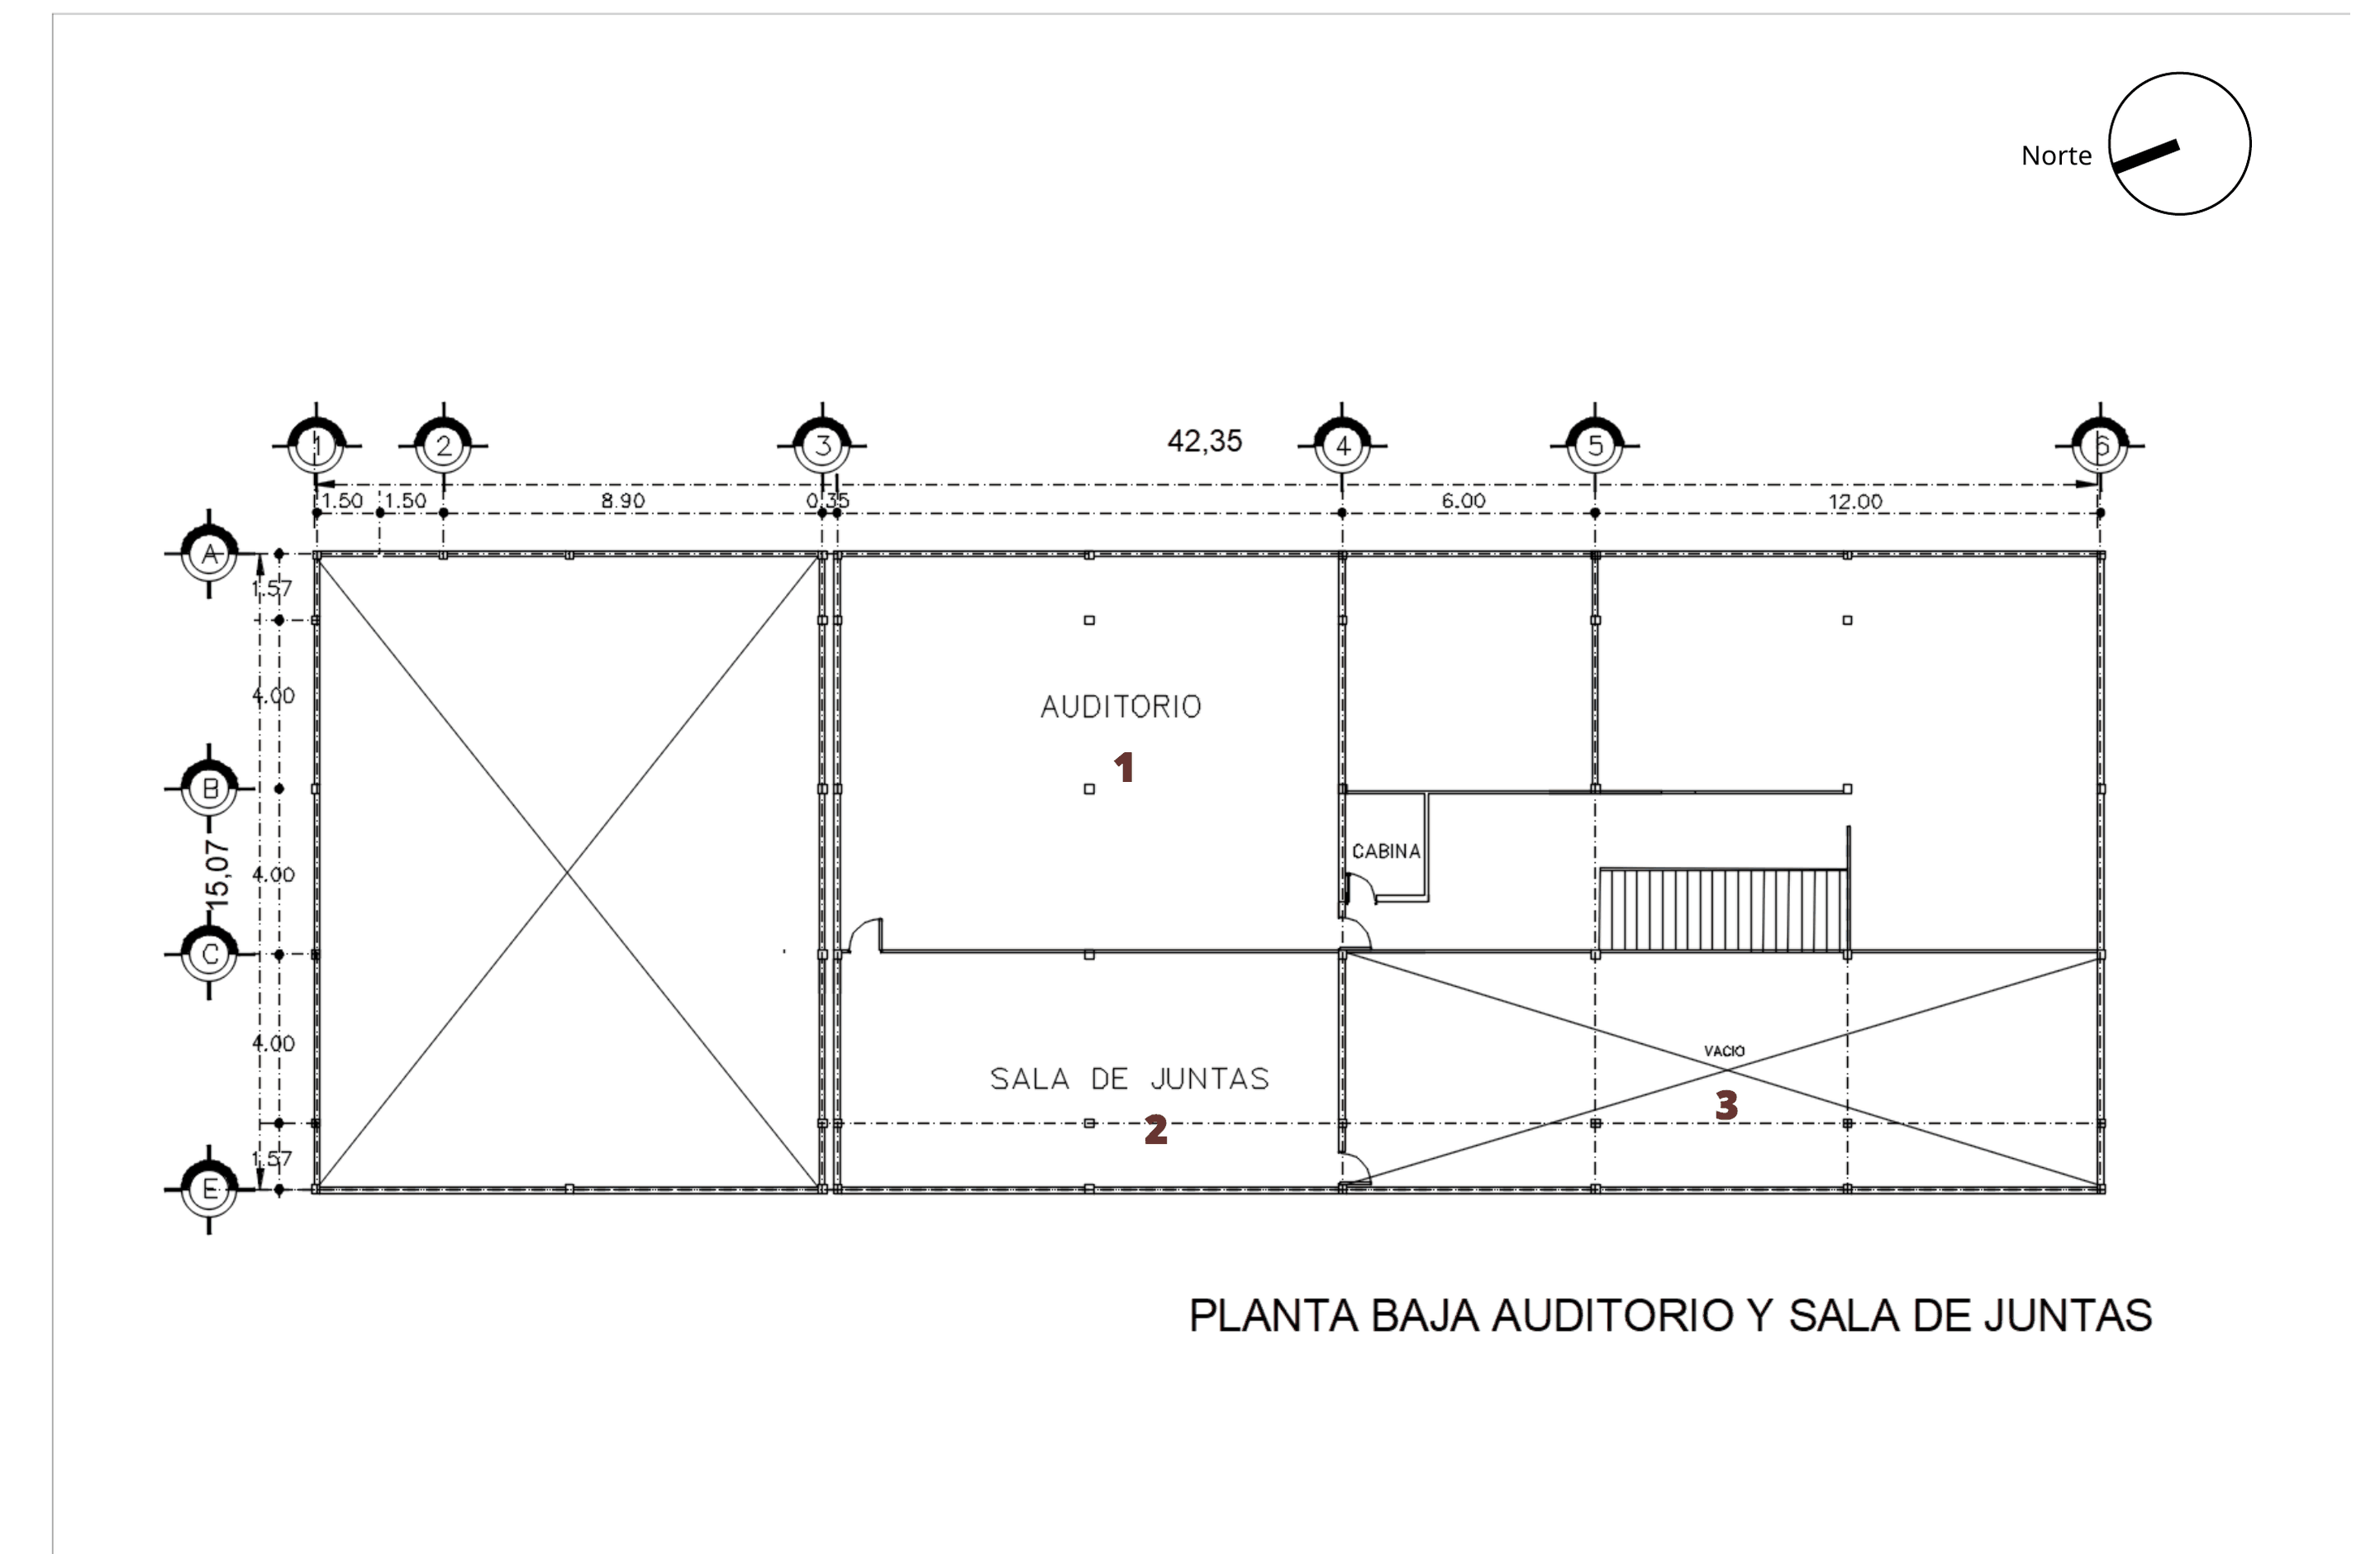 Norte
1 2 3 42,35 4 5 6
1.50 1.50 8.90 0.35 6.00 12.00
A
1.57
4.00
AUDITORIO
1
B
CABINA
15,07
4.00
C
4.00
VACIO
SALA DE JUNTAS
3
2
1.57
E
PLANTA BAJA AUDITORIO Y SALA DE JUNTAS